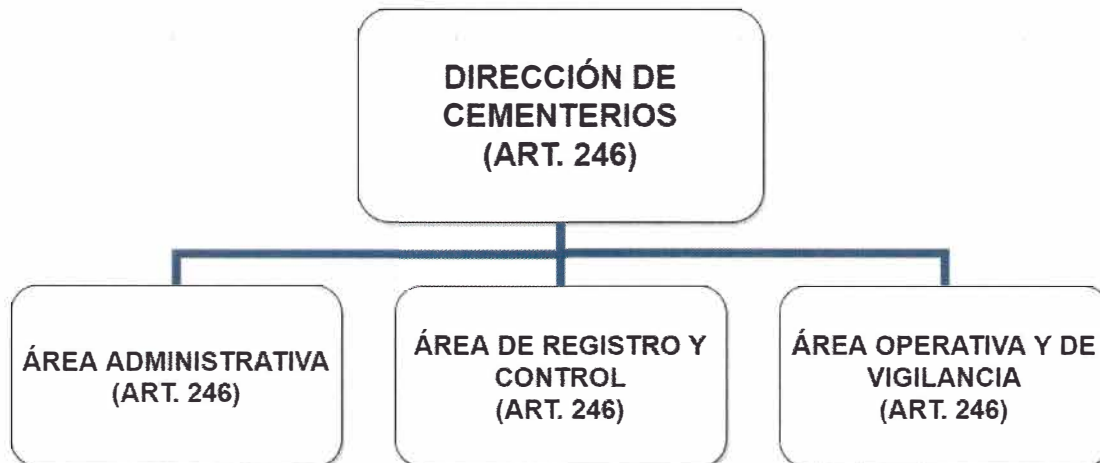 DIRECCIÓN DE
CEMENTERIOS
(ART. 246)
ÁREA ADMINISTRATIVA
(ART. 246)
ÁREA DE REGISTRO Y
CONTROL
(ART. 246)
ÁREA OPERATIVA Y DE
VIGILANCIA
(ART. 246)